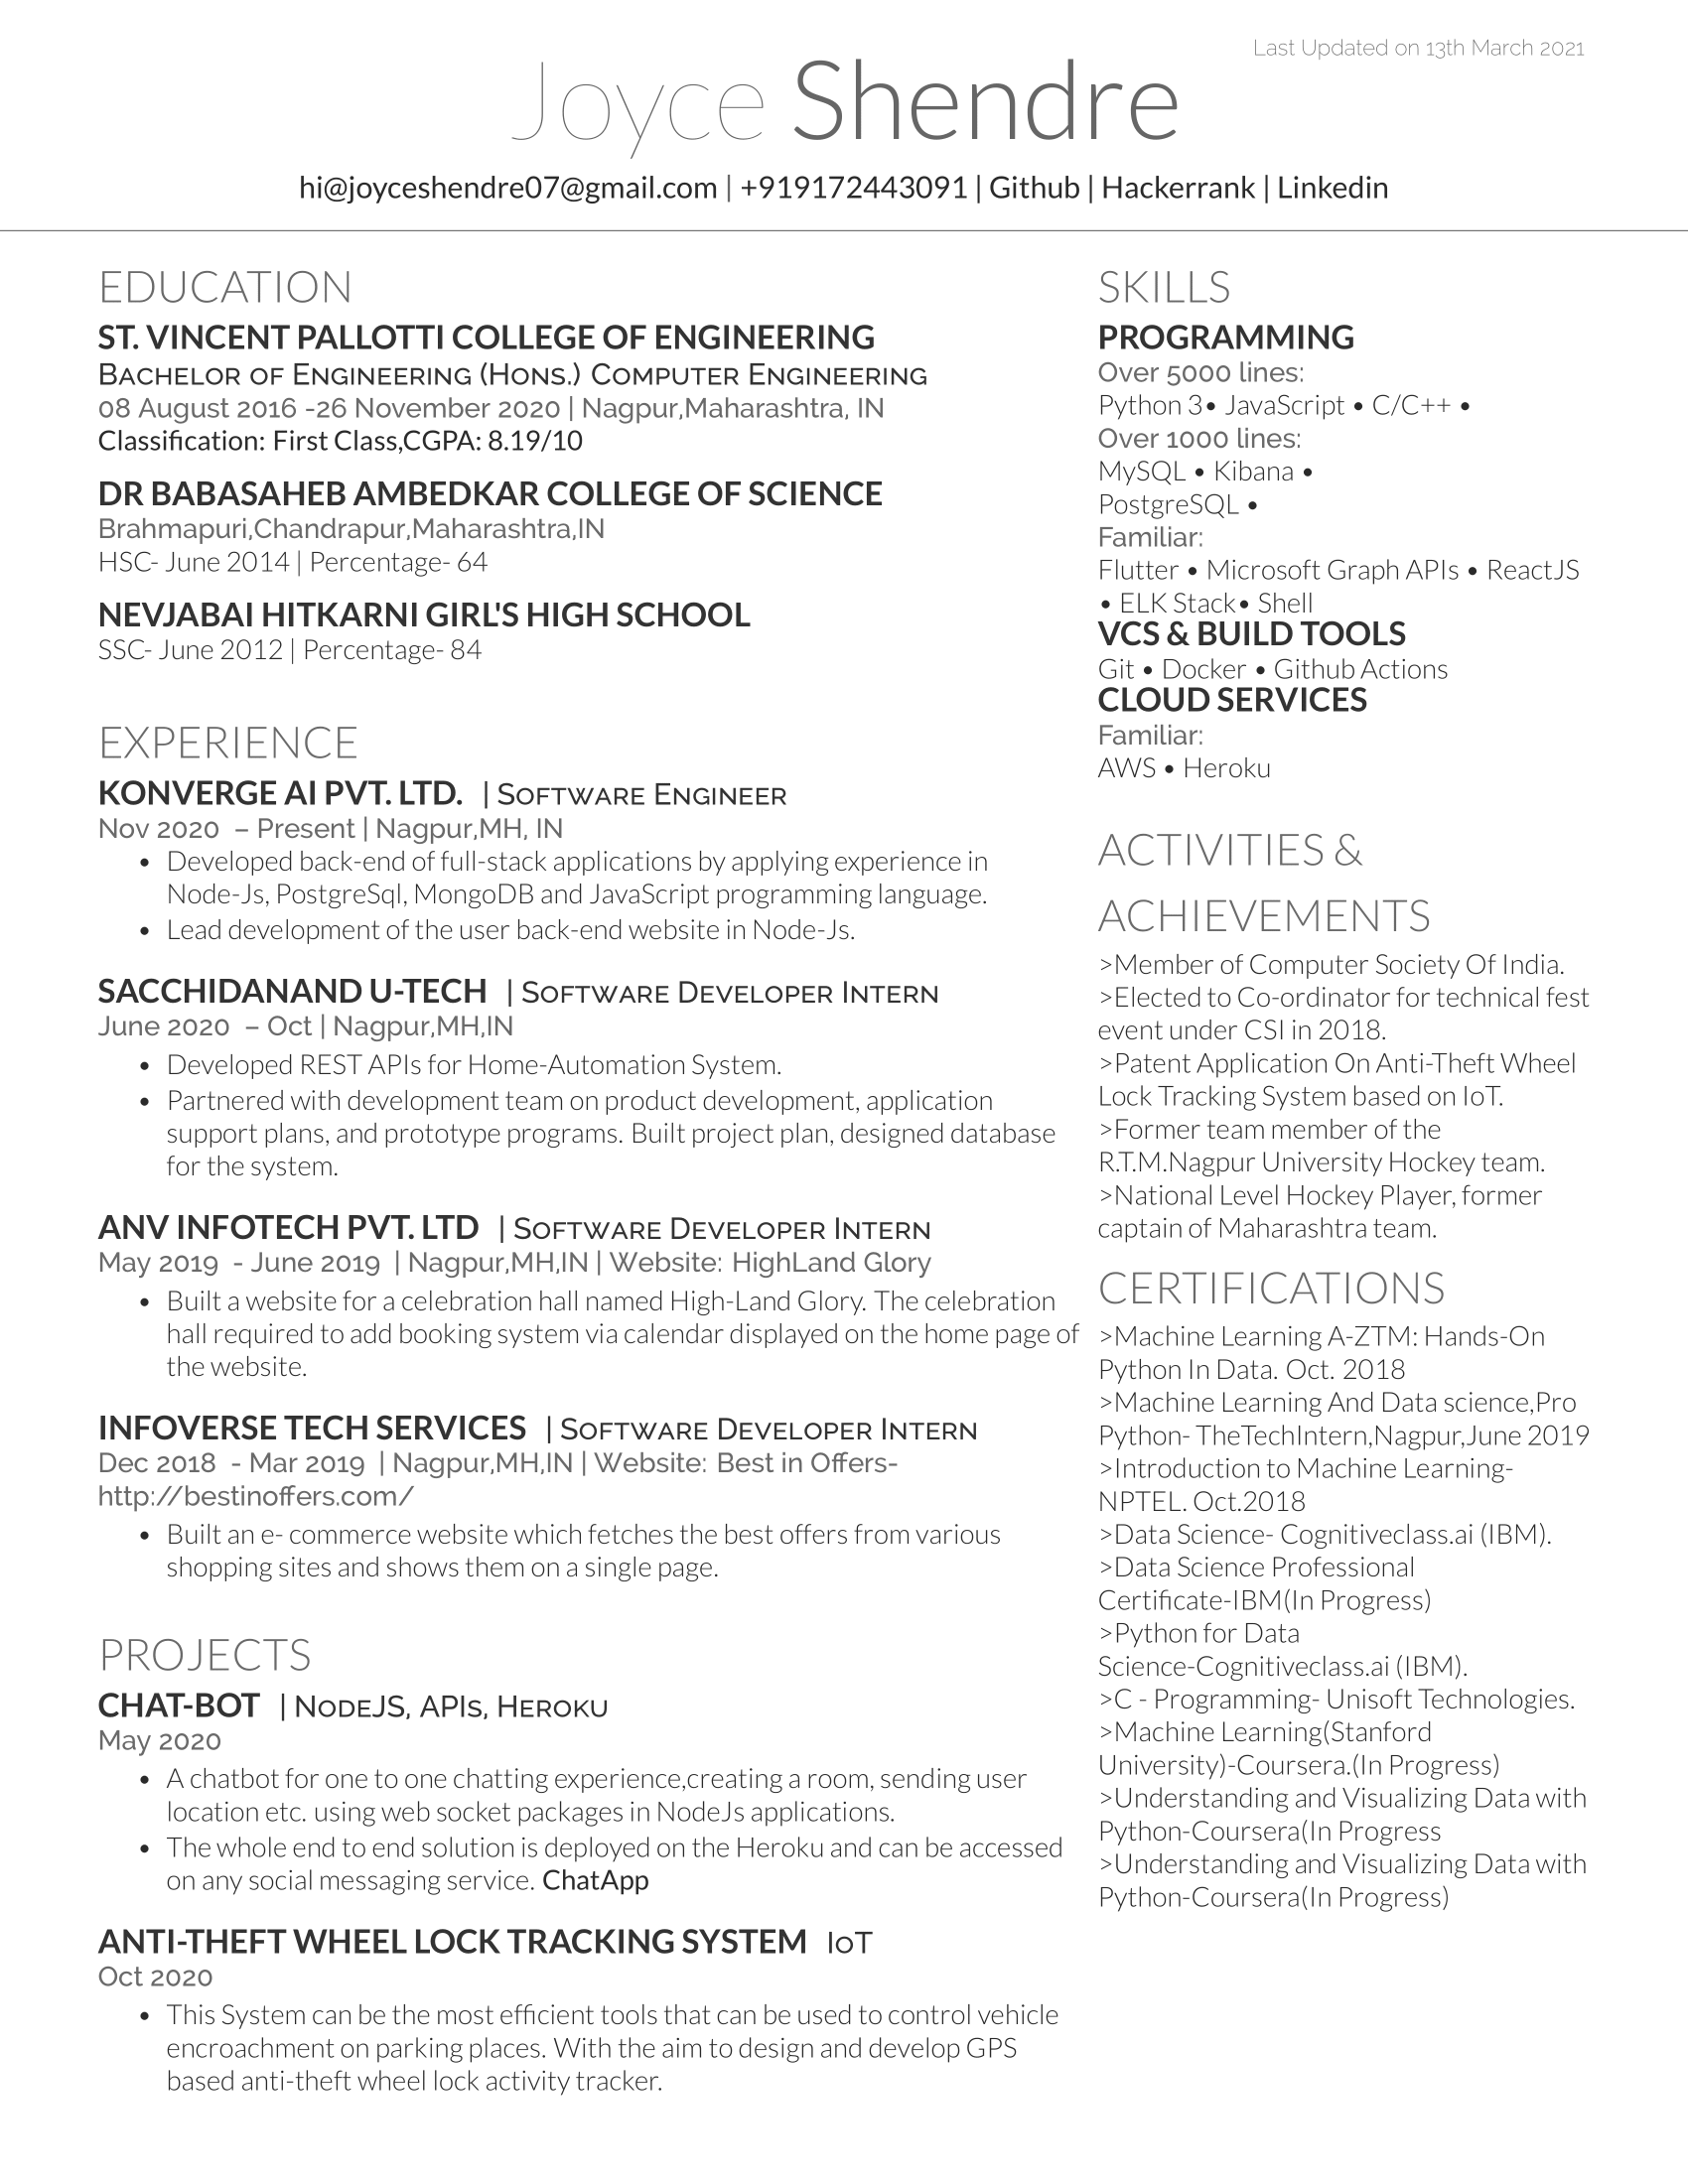 Last Updated on 13th March 2021
Joyce Shendre
hi@joyceshendre07@gmail.com | +919172443091 | Github | Hackerrank | Linkedin
EDUCATION
ST. VINCENT PALLOTTI COLLEGE OF ENGINEERING
Bachelor of Engineering (Hons.) Computer Engineering
08 August 2016 -26 November 2020 | Nagpur,Maharashtra, IN
Classification: First Class,CGPA: 8.19/10
DR BABASAHEB AMBEDKAR COLLEGE OF SCIENCE
Brahmapuri,Chandrapur,Maharashtra,IN
HSC- June 2014 | Percentage- 64
NEVJABAI HITKARNI GIRL'S HIGH SCHOOL
SSC- June 2012 | Percentage- 84
EXPERIENCE
KONVERGE AI PVT. LTD. | Software Engineer
Nov 2020 – Present | Nagpur,MH, IN
• Developed back-end of full-stack applications by applying experience in
Node-Js, PostgreSql, MongoDB and JavaScript programming language.
• Lead development of the user back-end website in Node-Js.
SACCHIDANAND U-TECH | Software Developer Intern
June 2020 – Oct | Nagpur,MH,IN
• Developed REST APIs for Home-Automation System.
• Partnered with development team on product development, application
support plans, and prototype programs. Built project plan, designed database
for the system.
ANV INFOTECH PVT. LTD | Software Developer Intern
May 2019 - June 2019 | Nagpur,MH,IN | Website: HighLand Glory
• Built a website for a celebration hall named High-Land Glory. The celebration
hall required to add booking system via calendar displayed on the home page of
the website.
INFOVERSE TECH SERVICES | Software Developer Intern
Dec 2018 - Mar 2019 | Nagpur,MH,IN | Website: Best in Offers-
http://bestinoffers.com/
• Built an e- commerce website which fetches the best offers from various
shopping sites and shows them on a single page.
PROJECTS
CHAT-BOT | NodeJS, APIs, Heroku
May 2020
• A chatbot for one to one chatting experience,creating a room, sending user
location etc. using web socket packages in NodeJs applications.
• The whole end to end solution is deployed on the Heroku and can be accessed
on any social messaging service. ChatApp
ANTI-THEFT WHEEL LOCK TRACKING SYSTEM IoT
Oct 2020
• This System can be the most efficient tools that can be used to control vehicle
encroachment on parking places. With the aim to design and develop GPS
based anti-theft wheel lock activity tracker.
SKILLS
PROGRAMMING
Over 5000 lines:
Python 3• JavaScript • C/C++ •
Over 1000 lines:
MySQL • Kibana •
PostgreSQL •
Familiar:
Flutter • Microsoft Graph APIs • ReactJS
• ELK Stack• Shell
VCS & BUILD TOOLS
Git • Docker • Github Actions
CLOUD SERVICES
Familiar:
AWS • Heroku
ACTIVITIES &
ACHIEVEMENTS
>Member of Computer Society Of India.
>Elected to Co-ordinator for technical fest
event under CSI in 2018.
>Patent Application On Anti-Theft Wheel
Lock Tracking System based on IoT.
>Former team member of the
R.T.M.Nagpur University Hockey team.
>National Level Hockey Player, former
captain of Maharashtra team.
CERTIFICATIONS
>Machine Learning A-ZTM: Hands-On
Python In Data. Oct. 2018
>Machine Learning And Data science,Pro
Python- TheTechIntern,Nagpur,June 2019
>Introduction to Machine Learning-
NPTEL. Oct.2018
>Data Science- Cognitiveclass.ai (IBM).
>Data Science Professional
Certificate-IBM(In Progress)
>Python for Data
Science-Cognitiveclass.ai (IBM).
>C - Programming- Unisoft Technologies.
>Machine Learning(Stanford
University)-Coursera.(In Progress)
>Understanding and Visualizing Data with
Python-Coursera(In Progress
>Understanding and Visualizing Data with
Python-Coursera(In Progress)